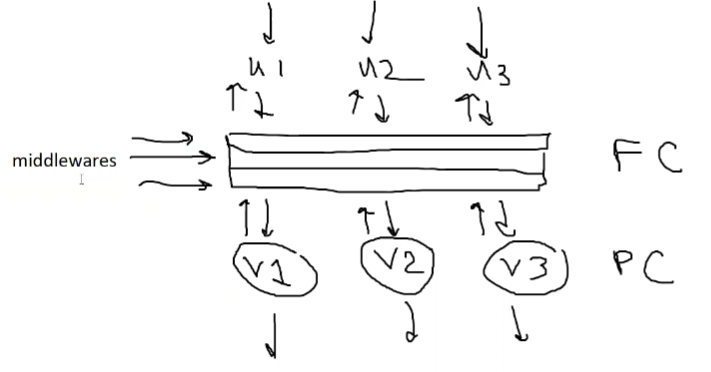 u1 u2 u3
middlewares
FC
V1 V2 V3 PC